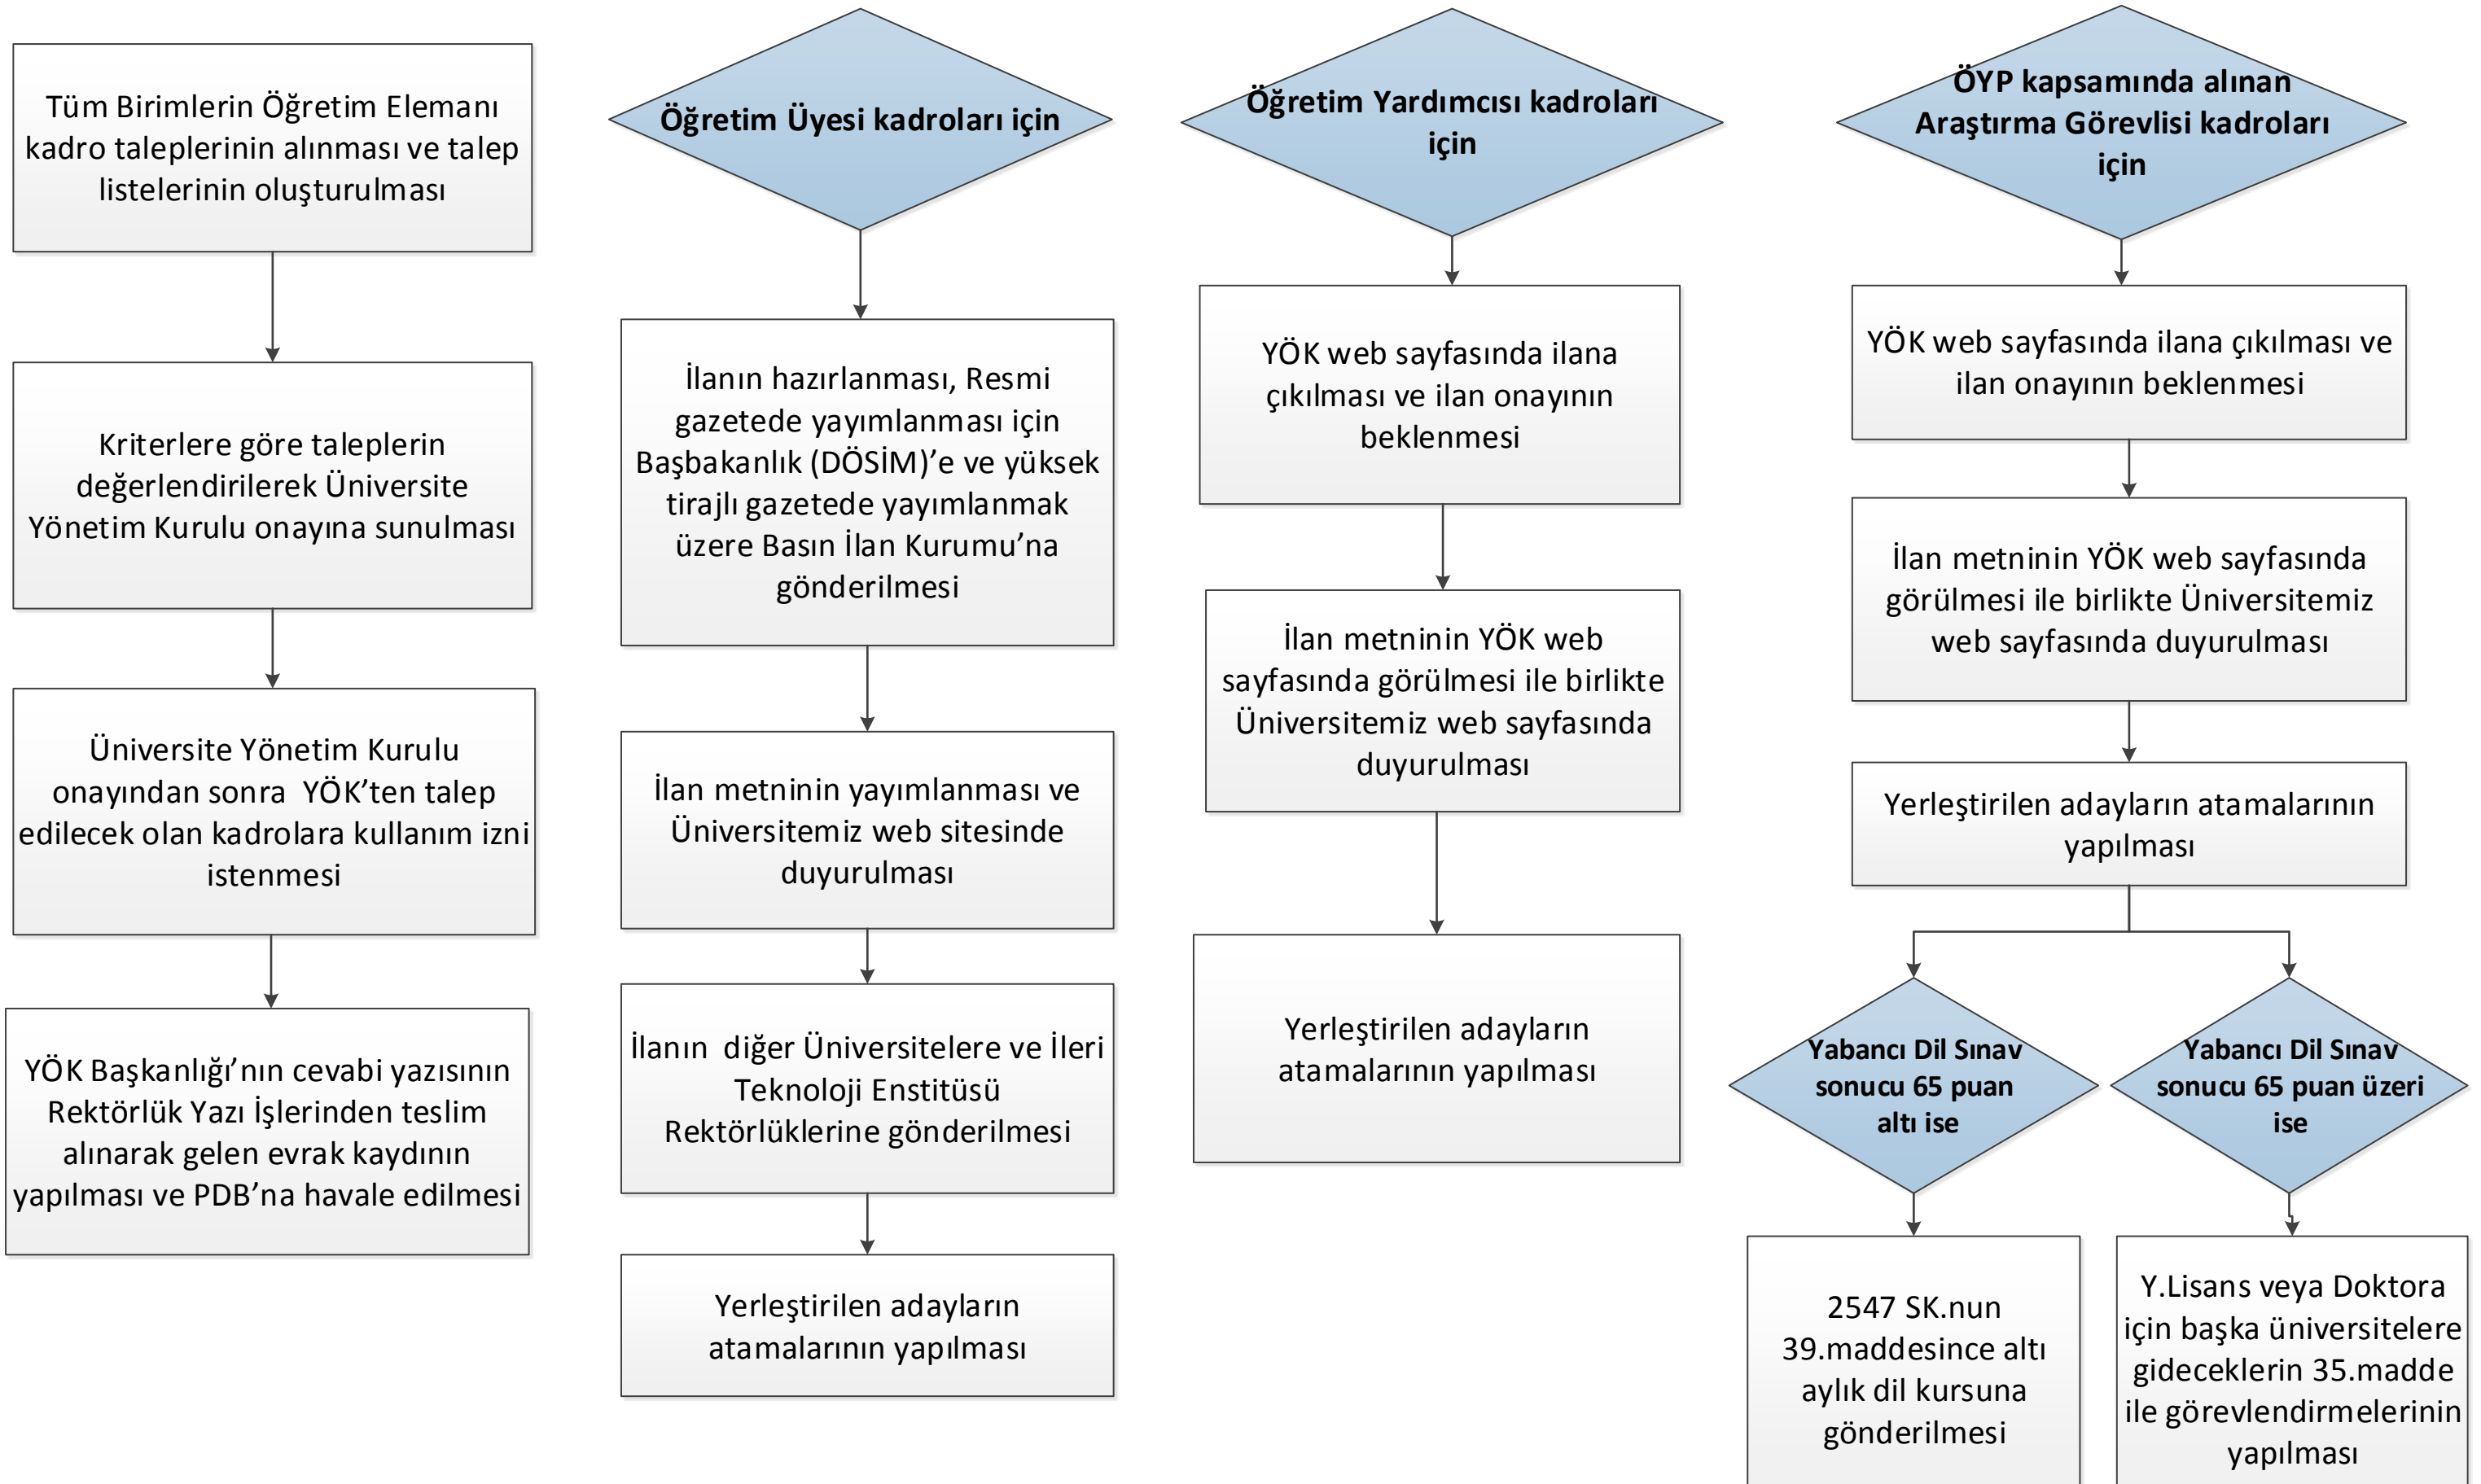 Tüm Birimlerin Öğretim Elemanı
kadro taleplerinin alınması ve talep
listelerinin oluşturulması
Kriterlere göre taleplerin
değerlendirilerek Üniversite
Yönetim Kurulu onayına sunulması
Üniversite Yönetim Kurulu
onayından sonra  YÖK’ten talep
edilecek olan kadrolara kullanım izni
istenmesi
YÖK Başkanlığı’nın cevabi yazısının
Rektörlük Yazı İşlerinden teslim
alınarak gelen evrak kaydının
yapılması ve PDB’na havale edilmesi
Öğretim Üyesi kadroları için
İlanın hazırlanması, Resmi
gazetede yayımlanması için
Başbakanlık (DÖSİM)’e ve yüksek
tirajlı gazetede yayımlanmak
üzere Basın İlan Kurumu’na
gönderilmesi
İlan metninin yayımlanması ve
Üniversitemiz web sitesinde
duyurulması
İlanın  diğer Üniversitelere ve İleri
Teknoloji Enstitüsü
Rektörlüklerine gönderilmesi
Yerleştirilen adayların
atamalarının yapılması
Öğretim Yardımcısı kadroları
için
YÖK web sayfasında ilana
çıkılması ve ilan onayının
beklenmesi
İlan metninin YÖK web
sayfasında görülmesi ile birlikte
Üniversitemiz web sayfasında
duyurulması
Yerleştirilen adayların
atamalarının yapılması
ÖYP kapsamında alınan
Araştırma Görevlisi kadroları
için
YÖK web sayfasında ilana çıkılması ve
ilan onayının beklenmesi
İlan metninin YÖK web sayfasında
görülmesi ile birlikte Üniversitemiz
web sayfasında duyurulması
Yerleştirilen adayların atamalarının
yapılması
Yabancı Dil Sınav
sonucu 65 puan
altı ise
2547 SK.nun
39.maddesince altı
aylık dil kursuna
gönderilmesi
Yabancı Dil Sınav
sonucu 65 puan üzeri
ise
Y.Lisans veya Doktora
için başka üniversitelere
gideceklerin 35.madde
ile görevlendirmelerinin
yapılması